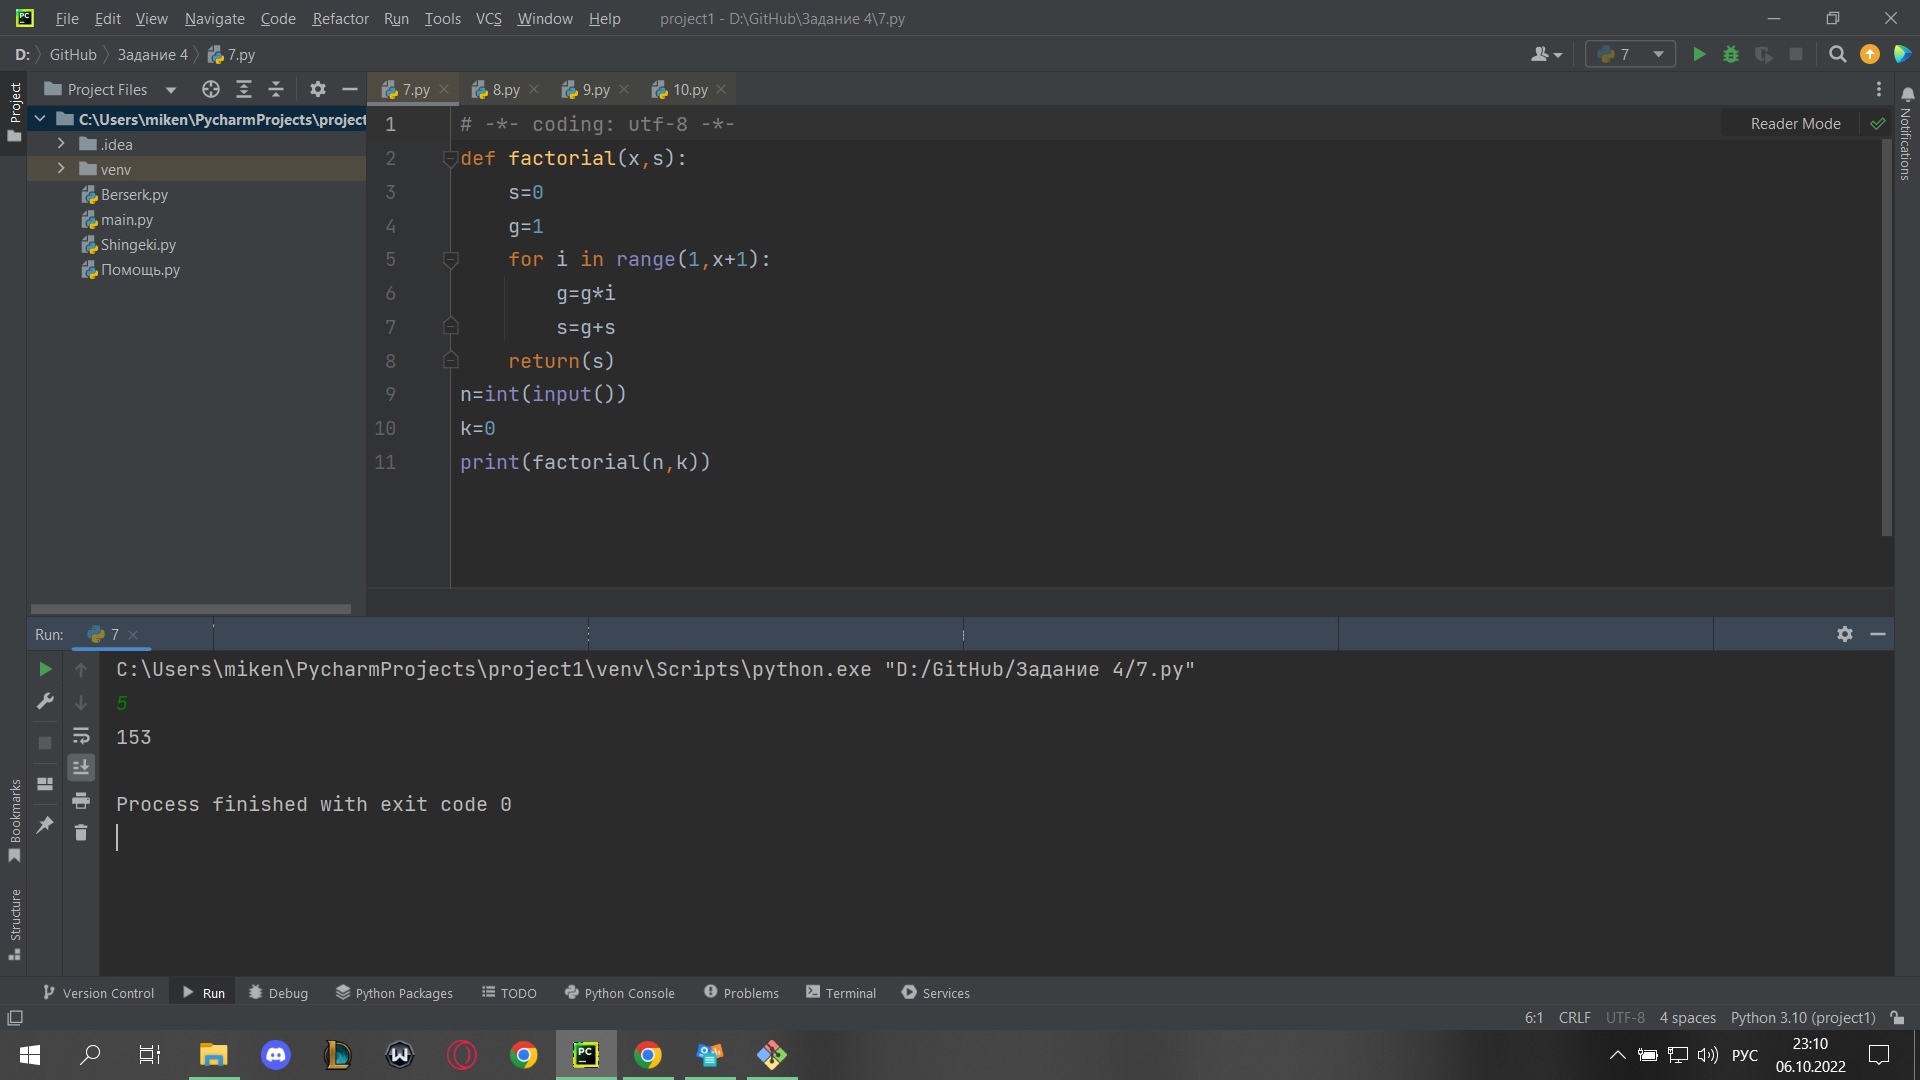 File Edit View Navigate Code Refactor Run Tools VCS Window Help project1 - D:\GitHub\Задание 4\7.py
D: GitHub Задание 4 7.py 7
Project Files 7.py 8.py 9.py 10.py
Project
C:\Users\miken\PycharmProjects\project
.idea
venv
Berserk.py
main.py
Shingeki.py
Помощь.py
Reader Mode
Notifications
1 # -*- coding: utf-8 -*-
2 def factorial(x,s):
3 s=0
4 g=1
5 for i in range(1,x+1):
6 g=g*i
7 s=g+s
8 return(s)
9 n=int(input())
10 k=0
11 print(factorial(n,k))
Run: 7
C:\Users\miken\PycharmProjects\project1\venv\Scripts\python.exe "D:/GitHub/Задание 4/7.py"
5
153
Process finished with exit code 0
Bookmarks
Structure
Version Control Run Debug Python Packages TODO Python Console Problems Terminal Services
6:1 CRLF UTF-8 4 spaces Python 3.10 (project1)
PC
РУС
23:10
06.10.2022